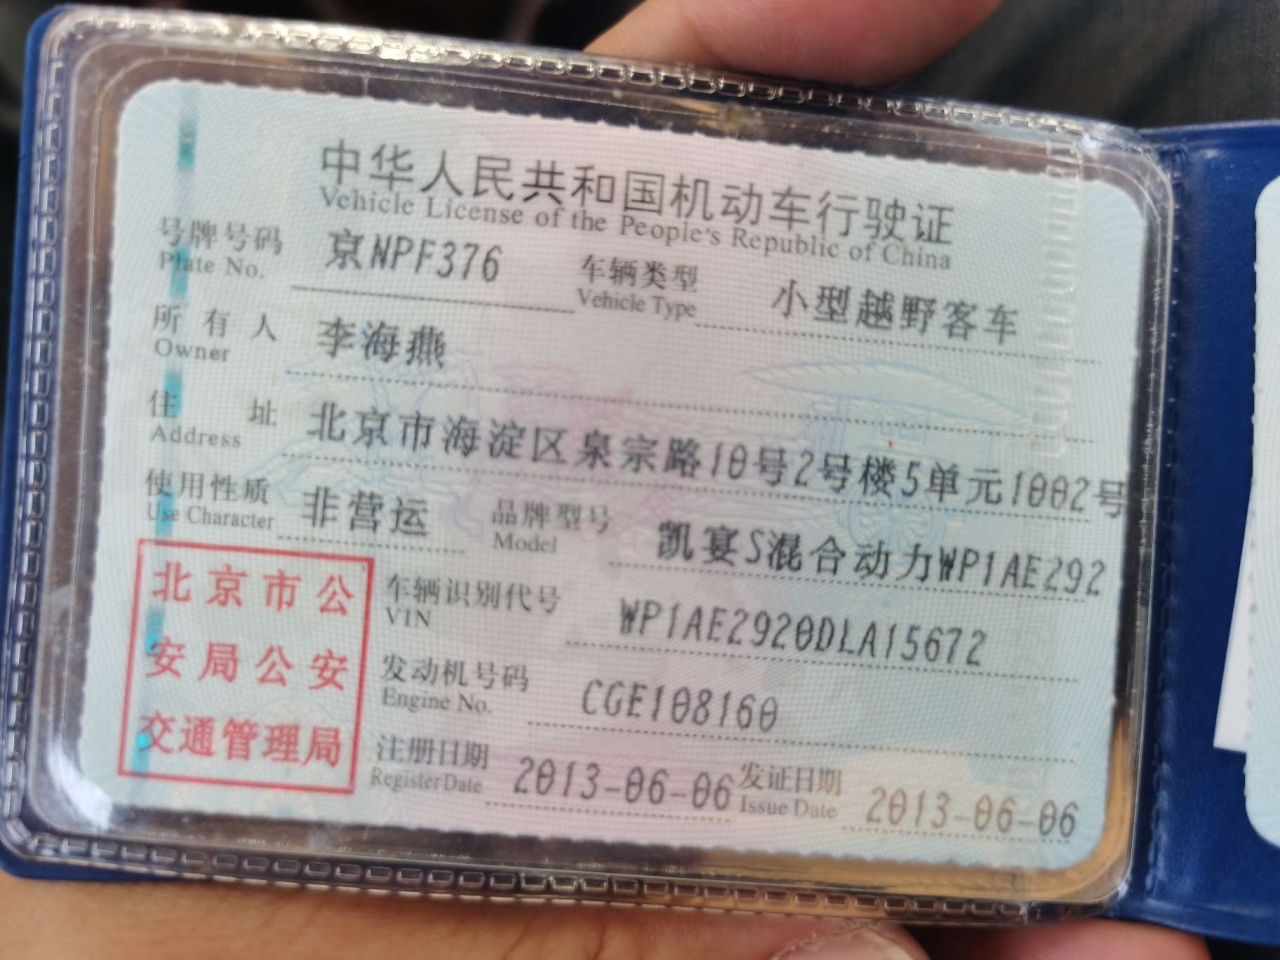 中华人民共和国机动车行驶证
Vehicle License of the People's Republic of China
号牌号码 京NPF376 车辆类型 小型越野客车
Plate No. Vehicle Type
所有人 李海燕
Owner
住址 北京市海淀区泉宗路10号2号楼5单元1002号
Address
使用性质 非营运 品牌型号 凯宴S混合动力WP1AE292
Use Character Model
北京市公
安局公安
交通管理局
车辆识别代号 WP1AE2920DLA15672
VIN
发动机号码 CGE108160
Engine No.
注册日期 2013-06-06 发证日期 2013-06-06
Register Date Issue Date